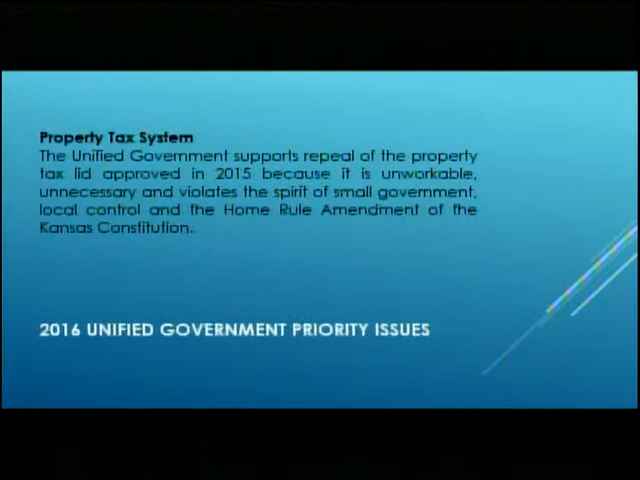 Property Tax System
The Unified Government supports repeal of the property
tax lid approved in 2015 because it is unworkable,
unnecessary and violates the spirit of small government,
local control and the Home Rule Amendment of the
Kansas Constitution.
2016 UNIFIED GOVERNMENT PRIORITY ISSUES